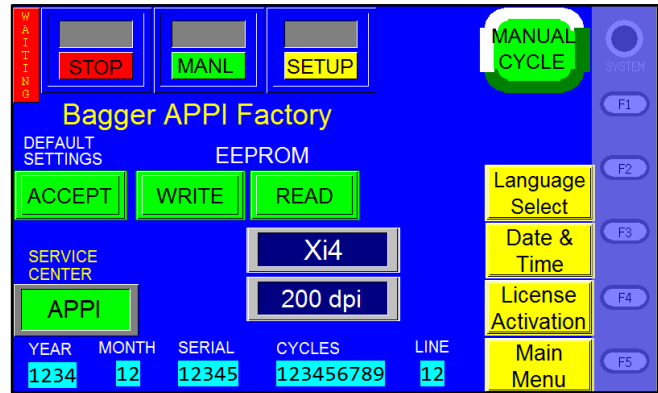 WAITING
STOP
MANL
SETUP
MANUAL
CYCLE
SYSTEM
Bagger APPI Factory
F1
DEFAULT
SETTINGS
EEPROM
ACCEPT
WRITE
READ
F2
Language
Select
Xi4
Date &
Time
F3
SERVICE
CENTER
APPI
200 dpi
License
Activation
F4
YEAR MONTH SERIAL CYCLES LINE
1234 12 12345 123456789 12
Main
Menu
F5